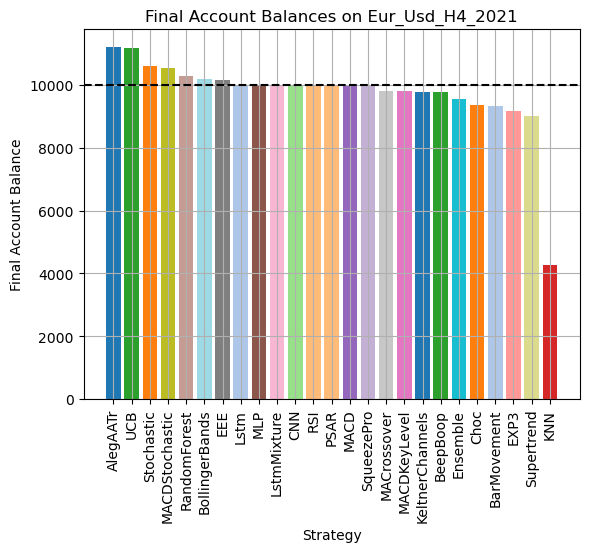 Final Account Balances on Eur_Usd_H4_2021
Final Account Balance
10000
8000
6000
4000
2000
0
AlegAATr
UCB
Stochastic
MACDStochastic
RandomForest
BollingerBands
EEE
Lstm
MLP
LstmMixture
CNN
RSI
PSAR
MACD
SqueezePro
MACrossover
MACDKeyLevel
KeltnerChannels
BeepBoop
Ensemble
Choc
BarMovement
EXP3
Supertrend
KNN
Strategy